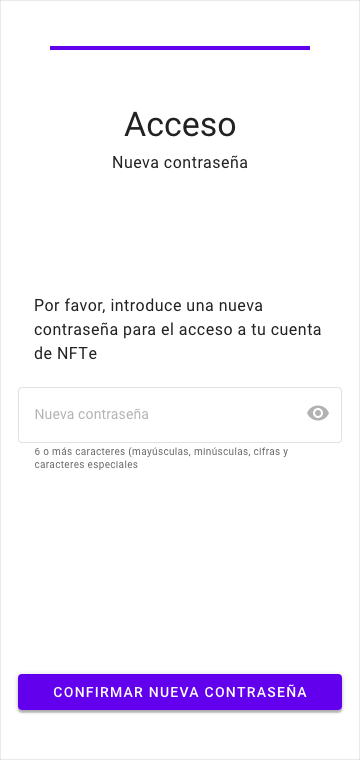 Acceso
Nueva contraseña
Por favor, introduce una nueva
contraseña para el acceso a tu cuenta
de NFTe
Nueva contraseña
6 o más caracteres (mayúsculas, minúsculas, cifras y
caracteres especiales
CONFIRMAR NUEVA CONTRASEÑA